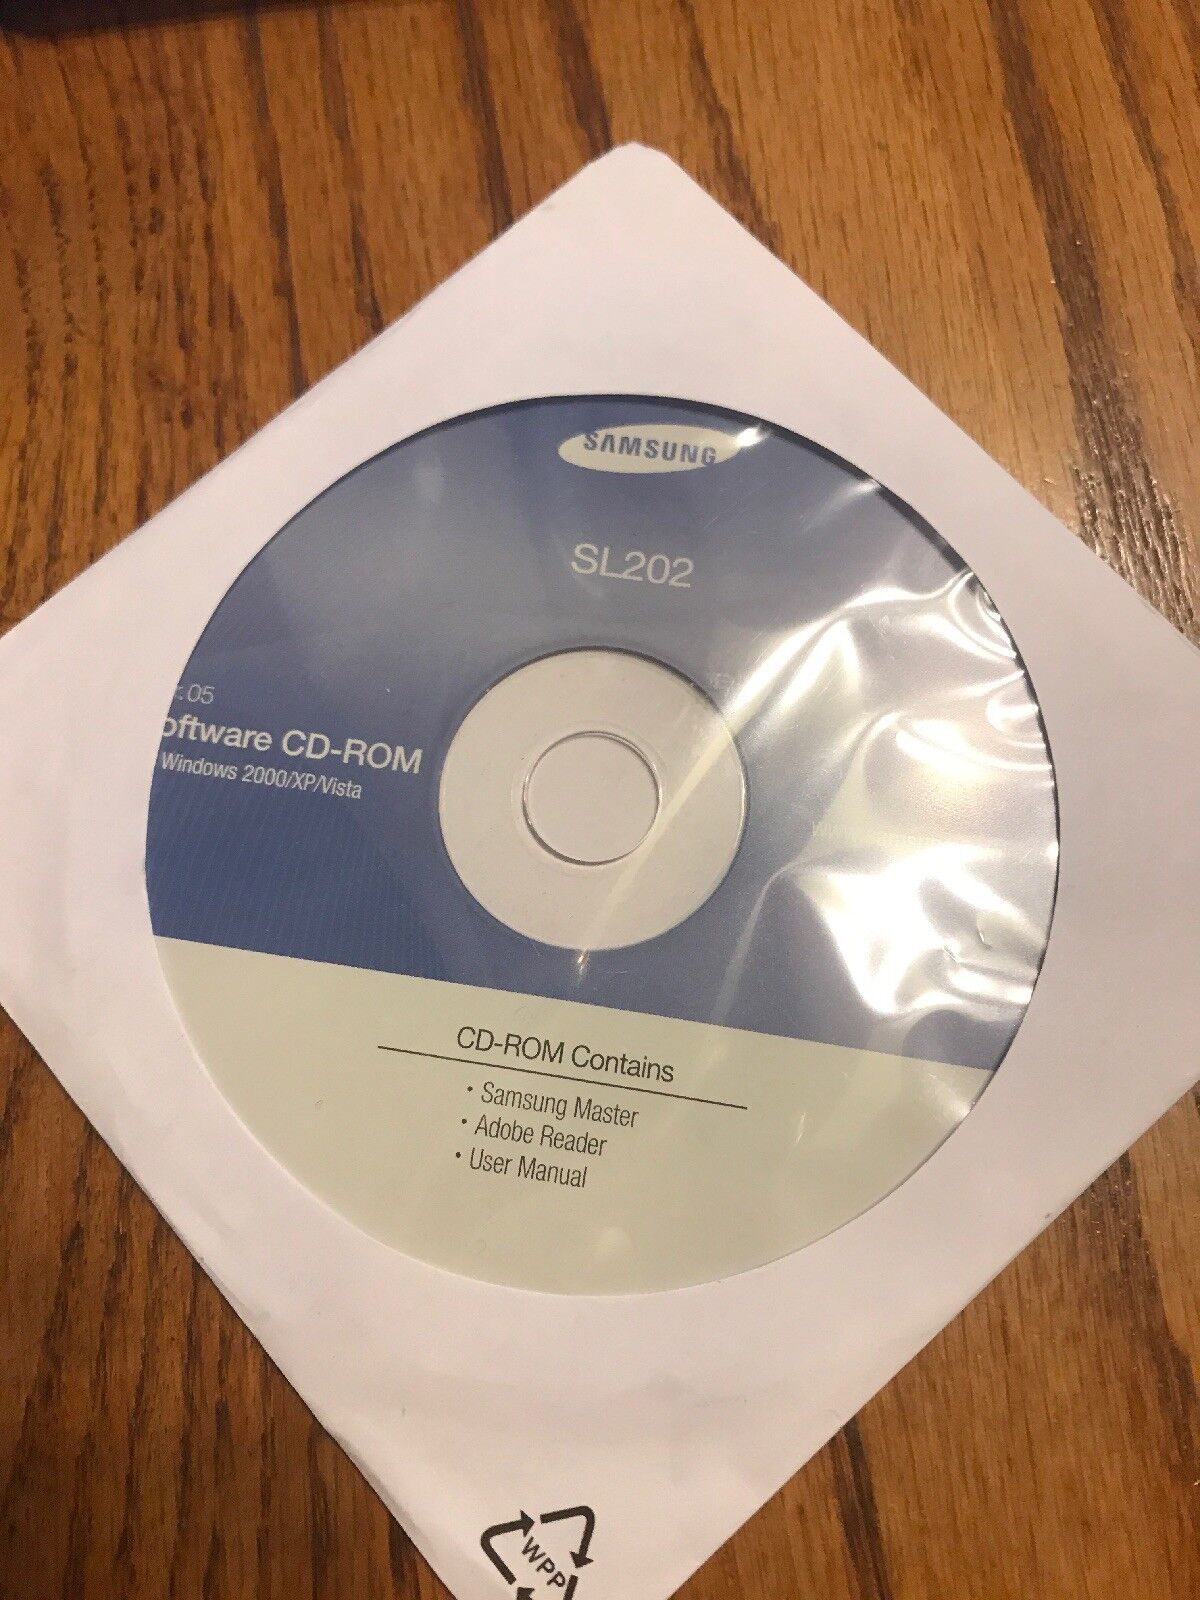 SAMSUNG
SL202
r. 05
oftware CD-ROM
Windows 2000/XP/Vista
CD-ROM Contains
• Samsung Master
• Adobe Reader
• User Manual
WPP